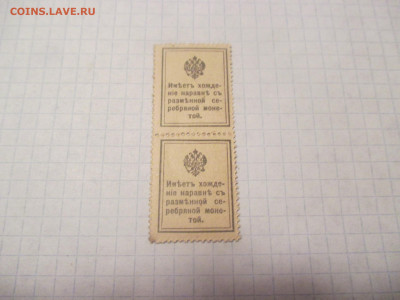 COINS.LAVE.RU
Имѣетъ хожде-
ніе наравнѣ съ
размѣнной се-
ребряной моне-
той.
Имѣетъ хожде-
ніе наравнѣ съ
размѣнной се-
ребряной моне-
той.